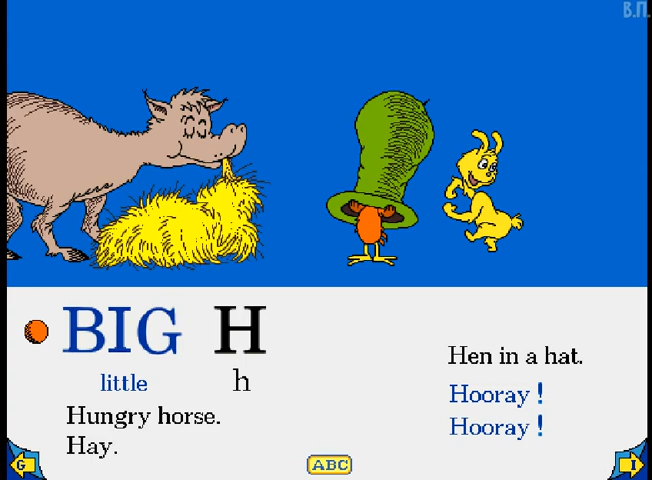 В.П.
BIG H
little h
Hungry horse.
Hay.
Hen in a hat.
Hooray !
Hooray !
G
ABC
I